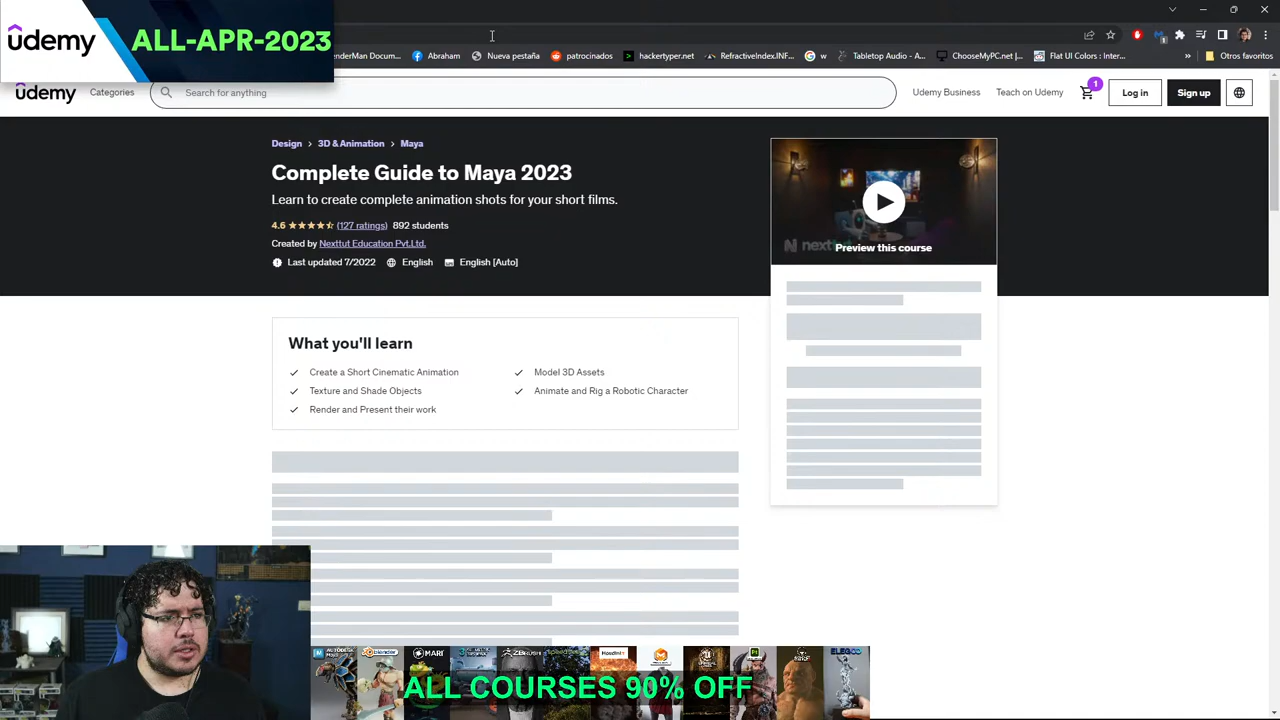 udemy
ALL-APR-2023
nderMan Docum...
Abraham
Nueva pestaña
patrocinados
hackertyper.net
RefractiveINDEX.INF...
w
Tabletop Audio - A...
ChooseMyPC.net |...
Flat UI Colors : Inter...
Otros favoritos
udemy
Categories
Search for anything
Udemy Business
Teach on Udemy
1
Log in
Sign up
Design > 3D & Animation > Maya
Complete Guide to Maya 2023
Learn to create complete animation shots for your short films.
4.6 (127 ratings) 892 students
Created by Nexttut Education Pvt.Ltd.
Last updated 7/2022 English English [Auto]
Preview this course
What you'll learn
Create a Short Cinematic Animation
Model 3D Assets
Texture and Shade Objects
Animate and Rig a Robotic Character
Render and Present their work
ALL COURSES 90% OFF